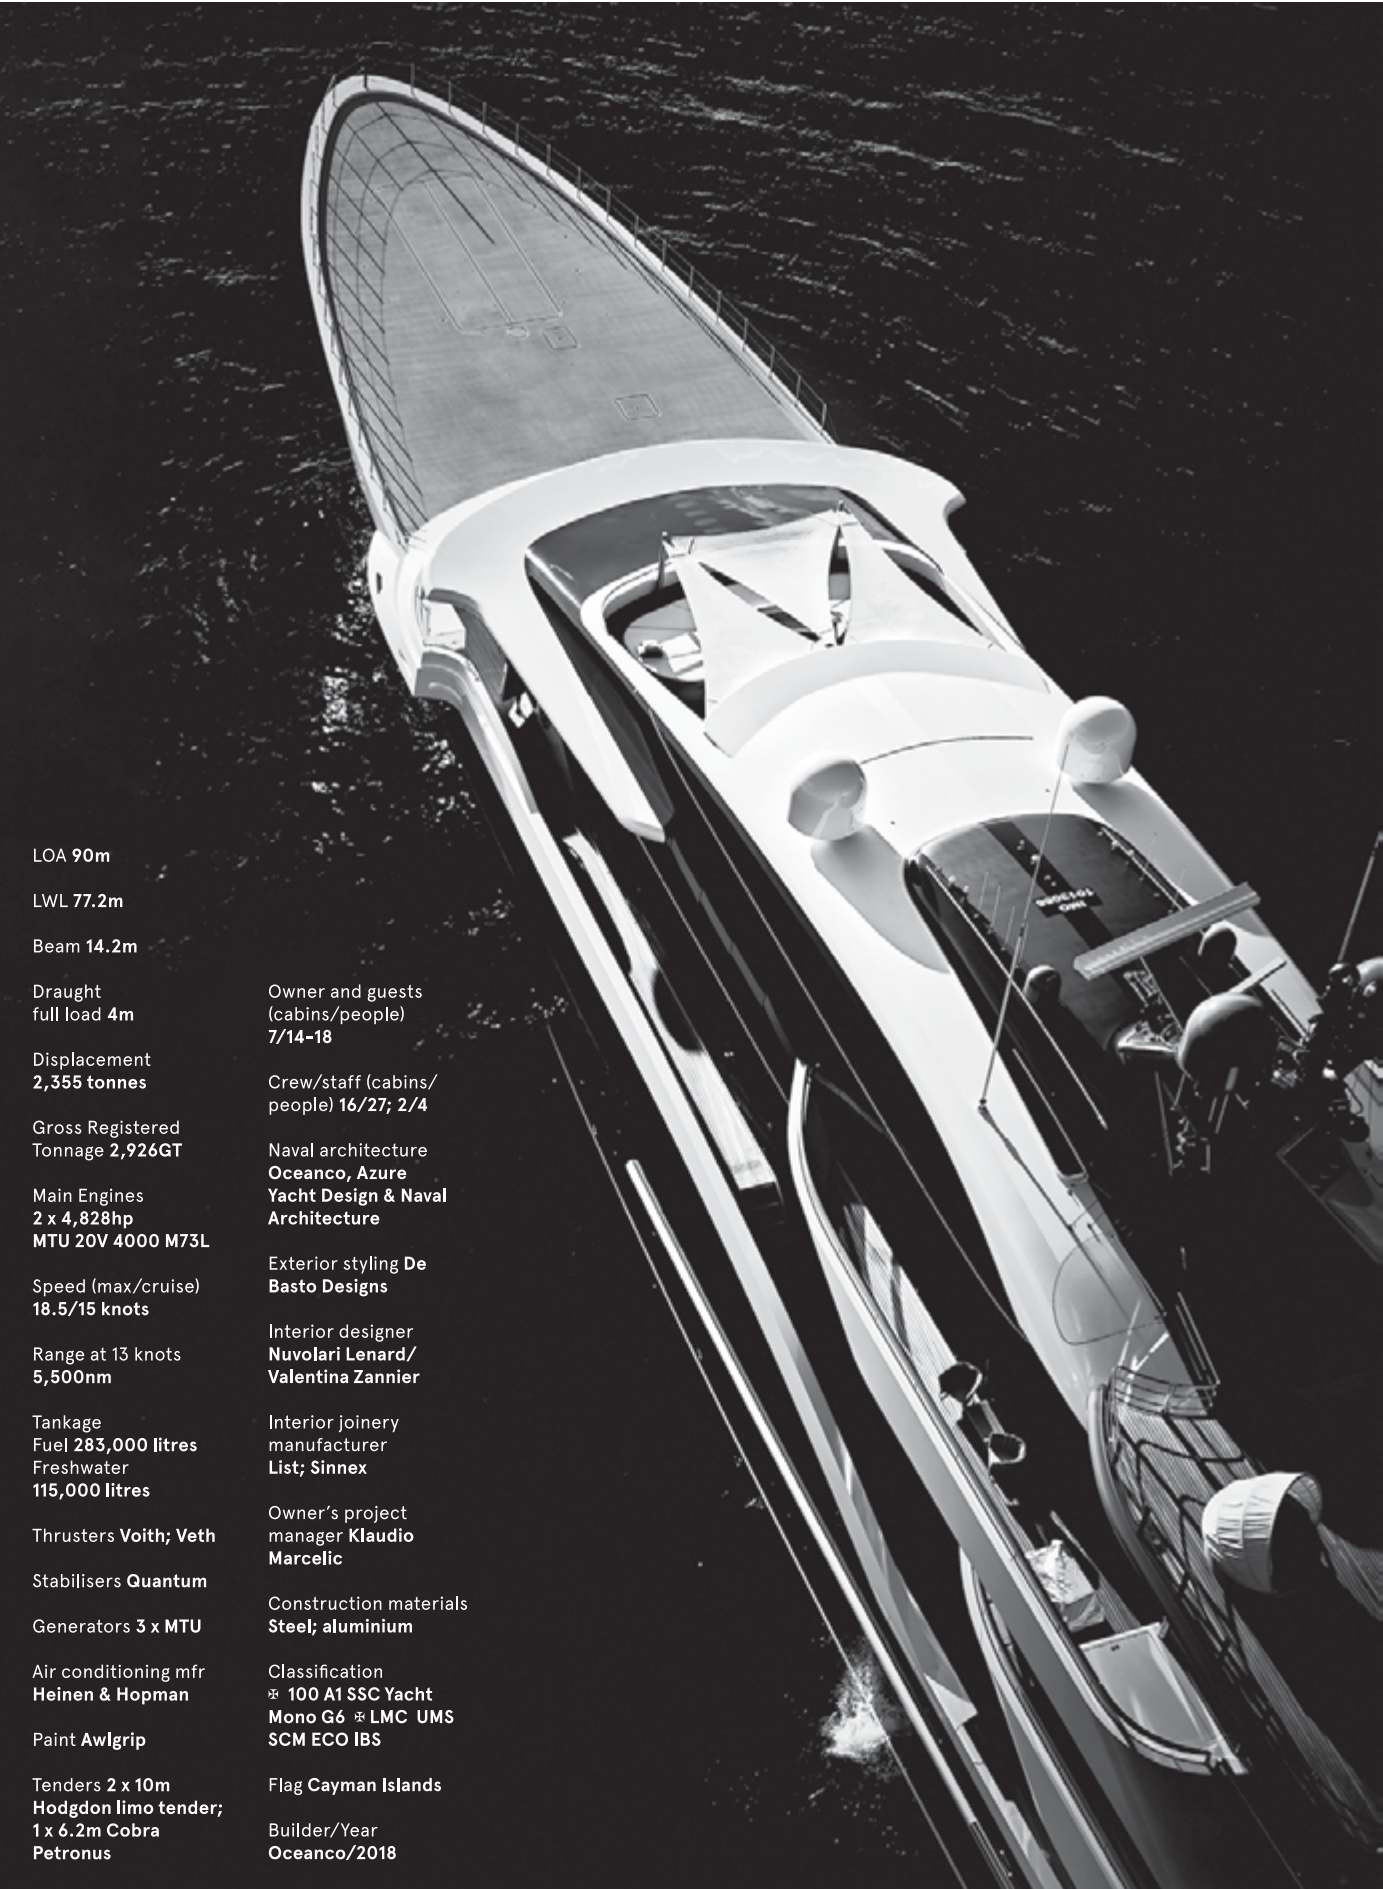 LOA 90m
LWL 77.2m
Beam 14.2m
Draught
full load 4m
Displacement
2,355 tonnes
Gross Registered
Tonnage 2,926GT
Main Engines
2 x 4,828hp
MTU 20V 4000 M73L
Speed (max/cruise)
18.5/15 knots
Range at 13 knots
5,500nm
Tankage
Fuel 283,000 litres
Freshwater
115,000 litres
Thrusters Voith; Veth
Stabilisers Quantum
Generators 3 x MTU
Air conditioning mfr
Heinen & Hopman
Paint Awlgrip
Tenders 2 x 10m
Hodgdon limo tender;
1 x 6.2m Cobra
Petronus
Owner and guests
(cabins/people)
7/14-18
Crew/staff (cabins/
people) 16/27; 2/4
Naval architecture
Oceanco, Azure
Yacht Design & Naval
Architecture
Exterior styling De
Basto Designs
Interior designer
Nuvolari Lenard/
Valentina Zannier
Interior joinery
manufacturer
List; Sinnex
Owner's project
manager Klaudio
Marcelic
Construction materials
Steel; aluminium
Classification
✠ 100 A1 SSC Yacht
Mono G6 ✠ LMC UMS
SCM ECO IBS
Flag Cayman Islands
Builder/Year
Oceanco/2018
IMO